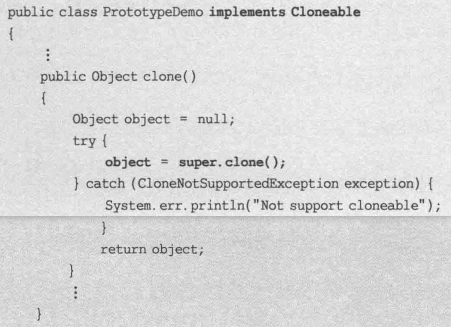 public class PrototypeDemo implements Cloneable
{
⋮
public Object clone()
{
Object object = null;
try {
object = super.clone();
} catch (CloneNotSupportedException exception) {
System.err.println("Not support cloneable");
}
return object;
}
⋮
}